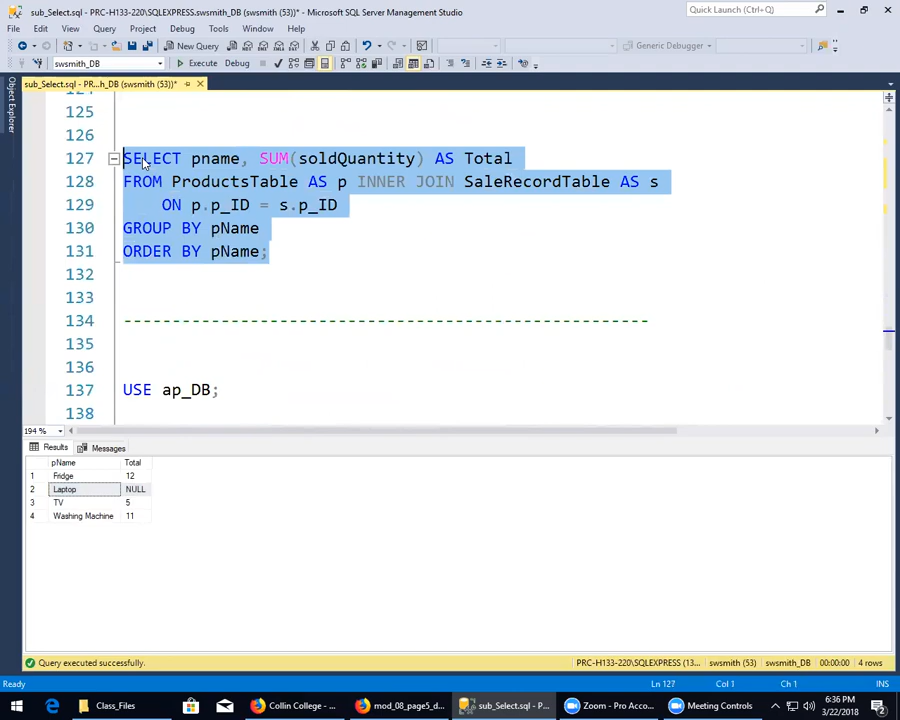 sub_Select.sql - PRC-H133-220\SQLEXPRESS.swsmith_DB (swsmith (53))* - Microsoft SQL Server Management Studio
Quick Launch (Ctrl+Q)
File Edit View Query Project Debug Tools Window Help
New Query
Generic Debugger
swsmith_DB
Execute Debug
sub_Select.sql - PR...h_DB (swsmith (53))*
Object Explorer
125
126
127 SELECT pname, SUM(soldQuantity) AS Total
128 FROM ProductsTable AS p INNER JOIN SaleRecordTable AS s
129 ON p.p_ID = s.p_ID
130 GROUP BY pName
131 ORDER BY pName;
132
133
134 ------------------------------------------------------
135
136
137 USE ap_DB;
138
194 %
Results Messages
pName Total
1 Fridge 12
2 Laptop NULL
3 TV 5
4 Washing Machine 11
Query executed successfully.
PRC-H133-220\SQLEXPRESS (13... swsmith (53) swsmith_DB 00:00:00 4 rows
Ready
Ln 127 Col 1 Ch 1 INS
Class_Files
Collin College - ...
mod_08_page5_d...
sub_Select.sql - P...
Zoom - Pro Acco...
Meeting Controls
6:36 PM
3/22/2018
2